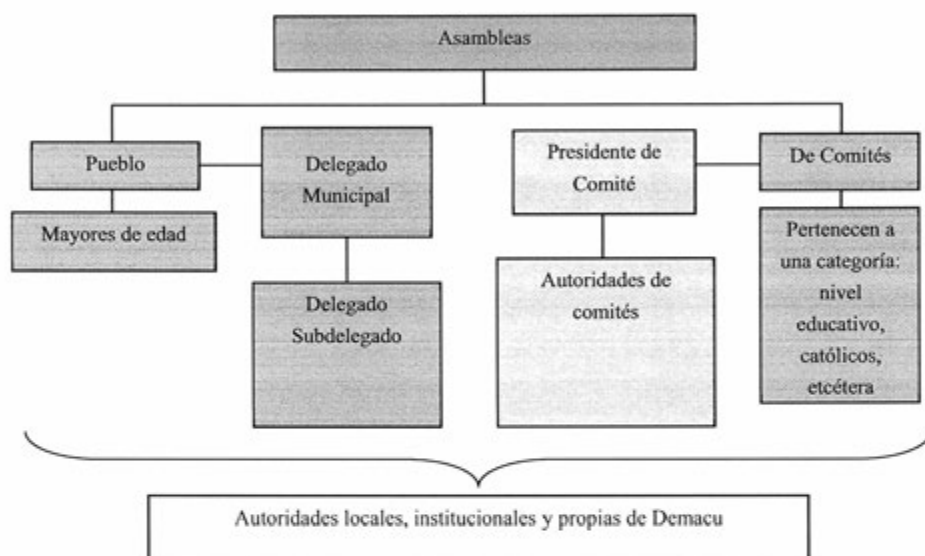 Asambleas
Pueblo
Mayores de edad
Delegado
Municipal
Delegado
Subdelegado
Presidente de
Comité
Autoridades de
comités
De Comités
Pertenecen a
una categoría:
nivel
educativo,
católicos,
etcétera
Autoridades locales, institucionales y propias de Demacu